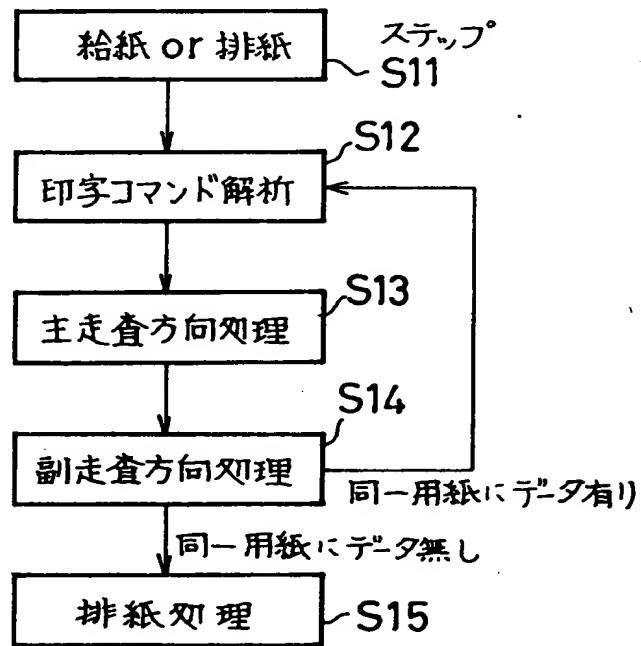 給紙 or 排紙
ステップ
S11
S12
印字コマンド解析
S13
主走査方向処理
S14
副走査方向処理
同一用紙にデータ有り
同一用紙にデータ無し
排紙処理
S15